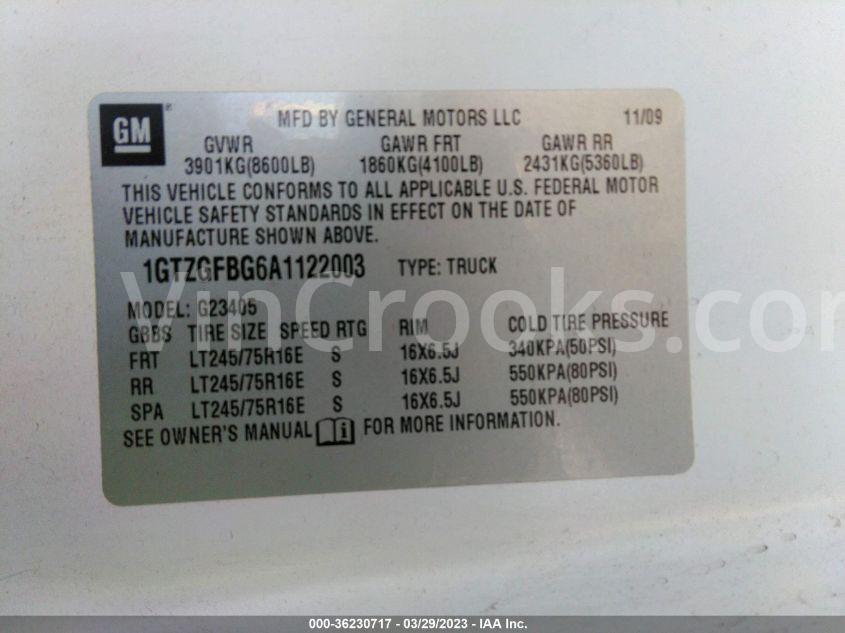 GM
MFD BY GENERAL MOTORS LLC 11/09
GVWR GAWR FRT GAWR RR
3901KG(8600LB) 1860KG(4100LB) 2431KG(5360LB)
THIS VEHICLE CONFORMS TO ALL APPLICABLE U.S. FEDERAL MOTOR
VEHICLE SAFETY STANDARDS IN EFFECT ON THE DATE OF
MANUFACTURE SHOWN ABOVE.
1GTZGFBG6A1122003 TYPE: TRUCK
VinCrooks.com
MODEL: G23405
GBBS TIRE SIZE SPEED RTG RIM COLD TIRE PRESSURE
FRT LT245/75R16E S 16X6.5J 340KPA(50PSI)
RR LT245/75R16E S 16X6.5J 550KPA(80PSI)
SPA LT245/75R16E S 16X6.5J 550KPA(80PSI)
SEE OWNER'S MANUAL FOR MORE INFORMATION.
000-36230717 - 03/29/2023 - IAA Inc.